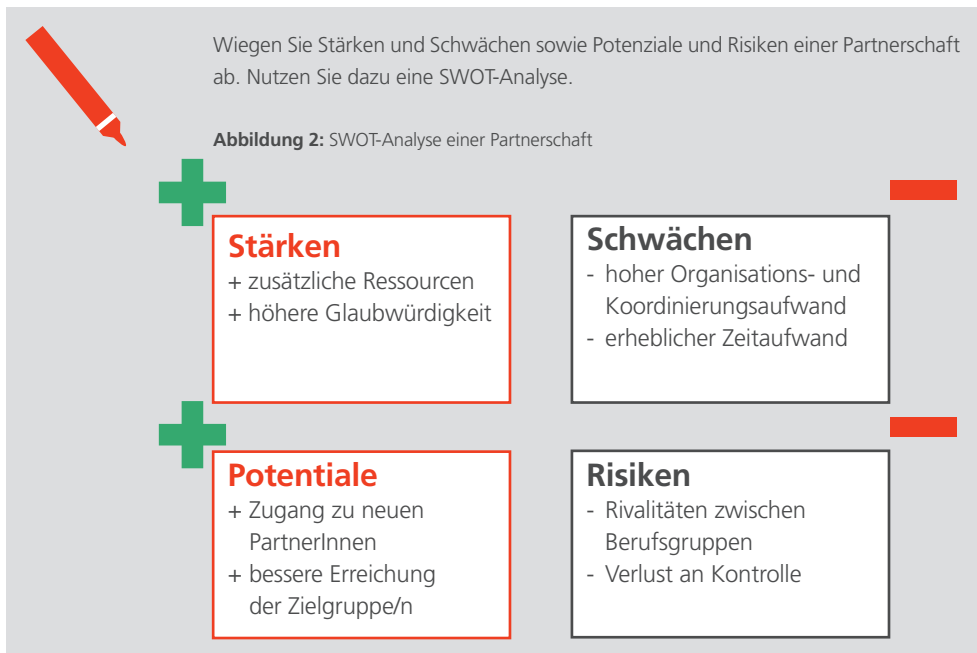 Wiegen Sie Stärken und Schwächen sowie Potenziale und Risiken einer Partnerschaft
ab. Nutzen Sie dazu eine SWOT-Analyse.
Abbildung 2: SWOT-Analyse einer Partnerschaft
Stärken
+ zusätzliche Ressourcen
+ höhere Glaubwürdigkeit
Schwächen
- hoher Organisations- und
Koordinierungsaufwand
- erheblicher Zeitaufwand
Potentiale
+ Zugang zu neuen
PartnerInnen
+ bessere Erreichung
der Zielgruppe/n
Risiken
- Rivalitäten zwischen
Berufsgruppen
- Verlust an Kontrolle